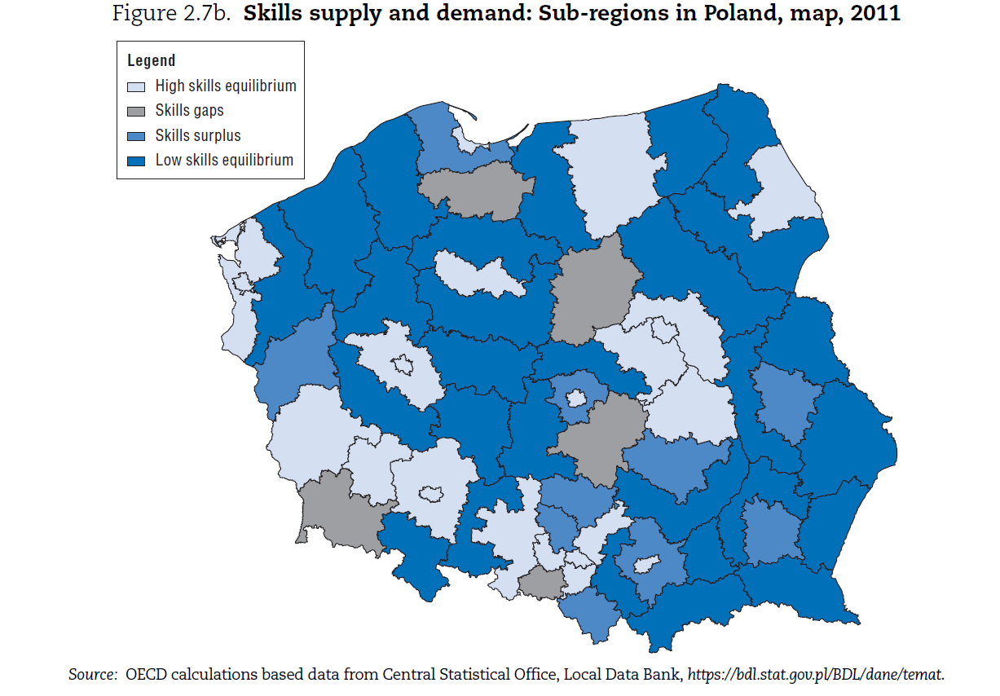 Figure 2.7b. Skills supply and demand: Sub-regions in Poland, map, 2011
Legend
High skills equilibrium
Skills gaps
Skills surplus
Low skills equilibrium
Source: OECD calculations based data from Central Statistical Office, Local Data Bank, https://bdl.stat.gov.pl/BDL/dane/temat.